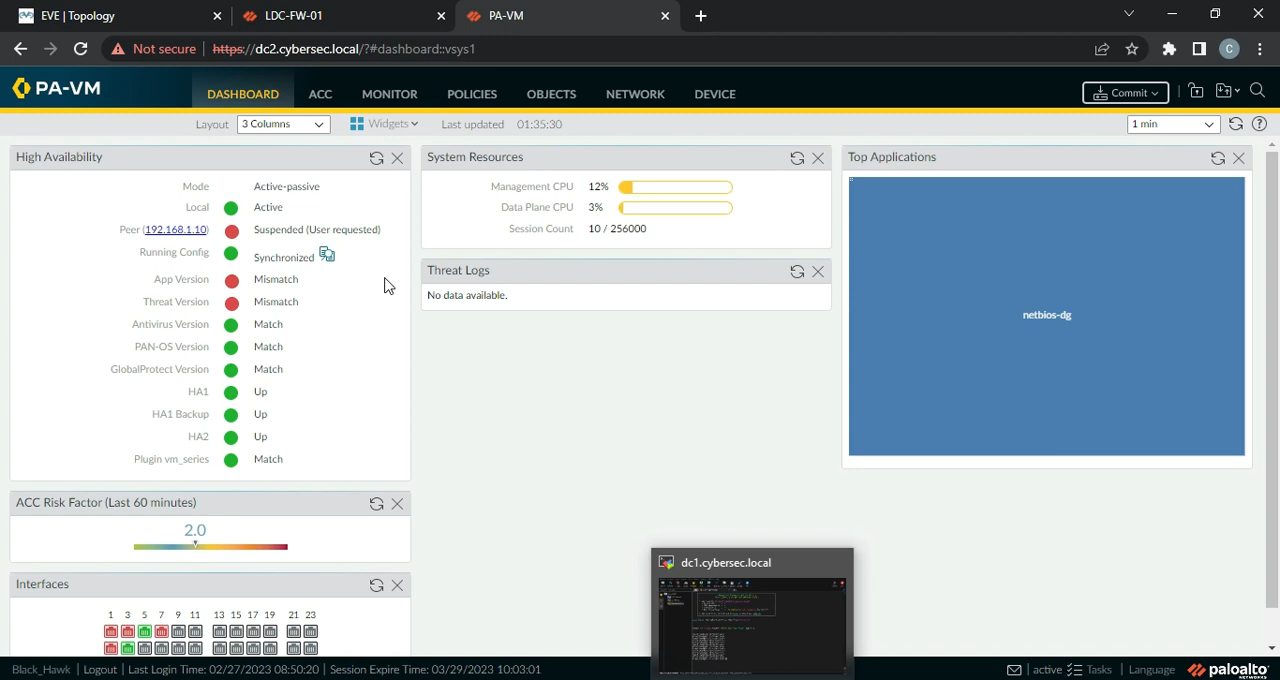 EVE | Topology
LDC-FW-01
PA-VM
Not secure
https://dc2.cybersec.local/?#dashboard::vsys1
C
PA-VM
DASHBOARD
ACC
MONITOR
POLICIES
OBJECTS
NETWORK
DEVICE
Commit
Layout
3 Columns
Widgets
Last updated 01:35:30
1 min
High Availability
Mode Active-passive
Local Active
Peer (192.168.1.10) Suspended (User requested)
Running Config Synchronized
App Version Mismatch
Threat Version Mismatch
Antivirus Version Match
PAN-OS Version Match
GlobalProtect Version Match
HA1 Up
HA1 Backup Up
HA2 Up
Plugin vm_series Match
ACC Risk Factor (Last 60 minutes)
2.0
Interfaces
1 3 5 7 9 11 13 15 17 19 21 23
System Resources
Management CPU 12%
Data Plane CPU 3%
Session Count 10 / 256000
Threat Logs
No data available.
Top Applications
netbios-dg
dc1.cybersec.local
Black_Hawk | Logout | Last Login Time: 02/27/2023 08:50:20 | Session Expire Time: 03/29/2023 10:03:01
active
Tasks | Language
paloalto
NETWORKS